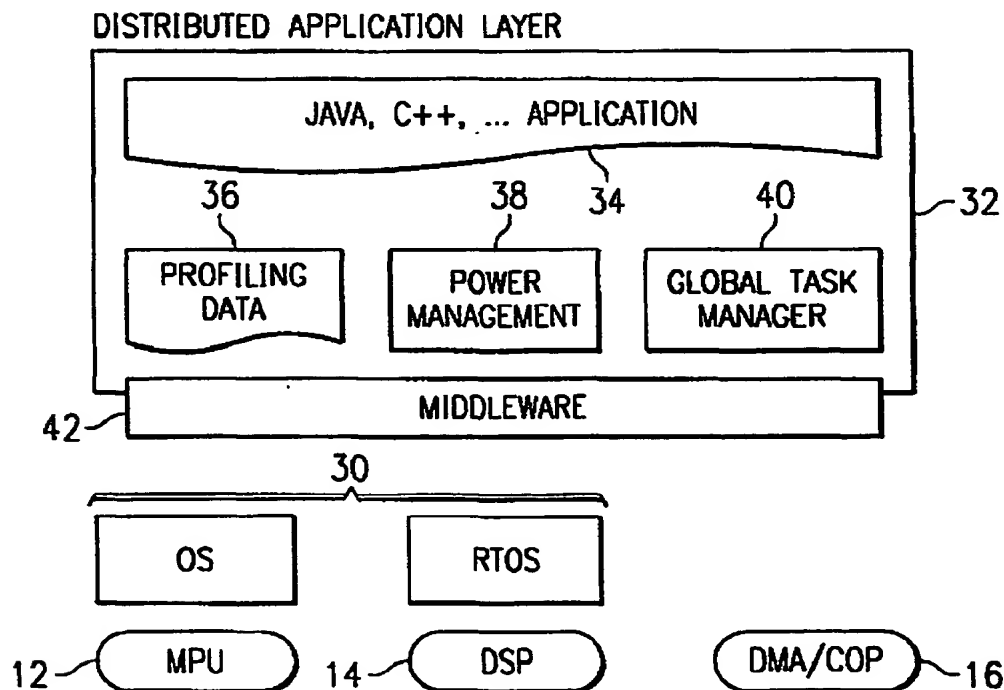 DISTRIBUTED APPLICATION LAYER
JAVA, C++, ... APPLICATION
36
38
34
40
32
PROFILING
DATA
POWER
MANAGEMENT
GLOBAL TASK
MANAGER
42
MIDDLEWARE
30
OS
RTOS
12
MPU
14
DSP
DMA/COP
16